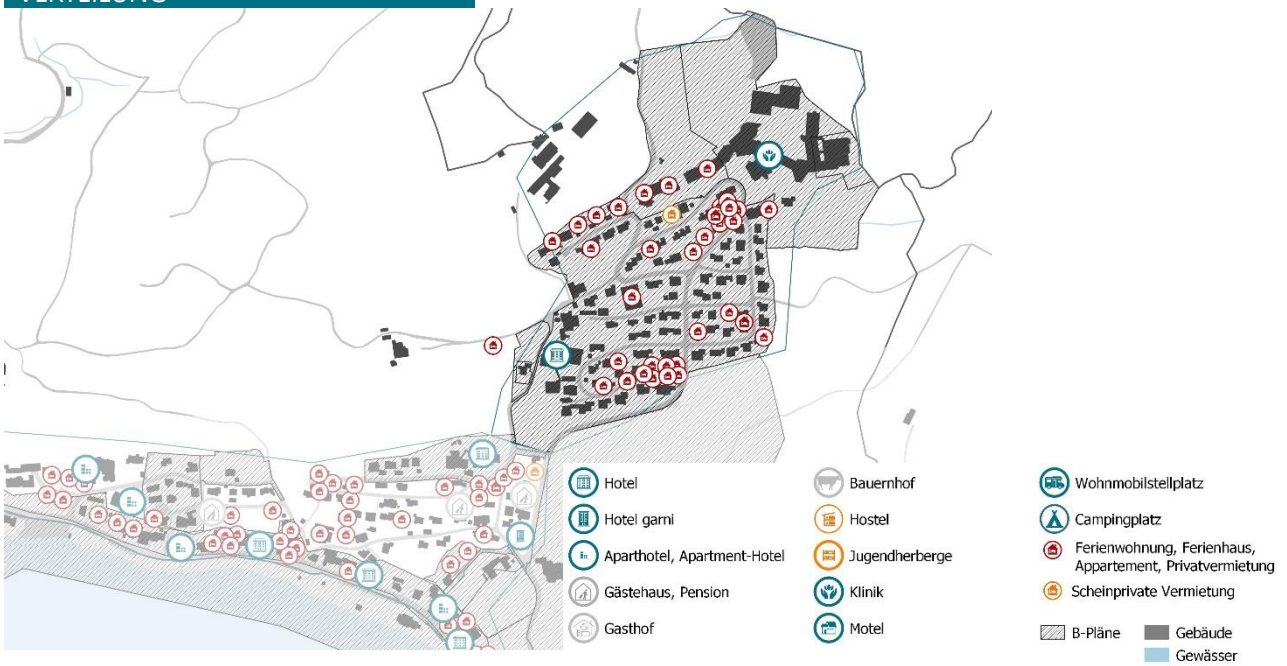 VERTEILUNG
Hotel
Hotel garni
Aparthotel, Apartment-Hotel
Gästehaus, Pension
Gasthof
Bauernhof
Hostel
Jugendherberge
Klinik
Motel
Wohnmobilstellplatz
Campingplatz
Ferienwohnung, Ferienhaus,
Appartement, Privatvermietung
Scheinprivate Vermietung
B-Pläne
Gebäude
Gewässer